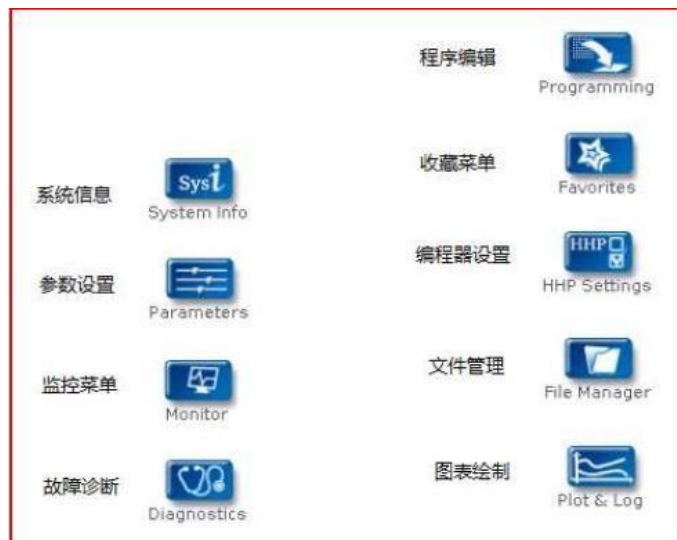 系统信息
Sysi
System Info
参数设置
Parameters
监控菜单
Monitor
故障诊断
Diagnostics
程序编辑
Programming
收藏菜单
Favorites
编程器设置
HHP
HHP Settings
文件管理
File Manager
图表绘制
Plot & Log